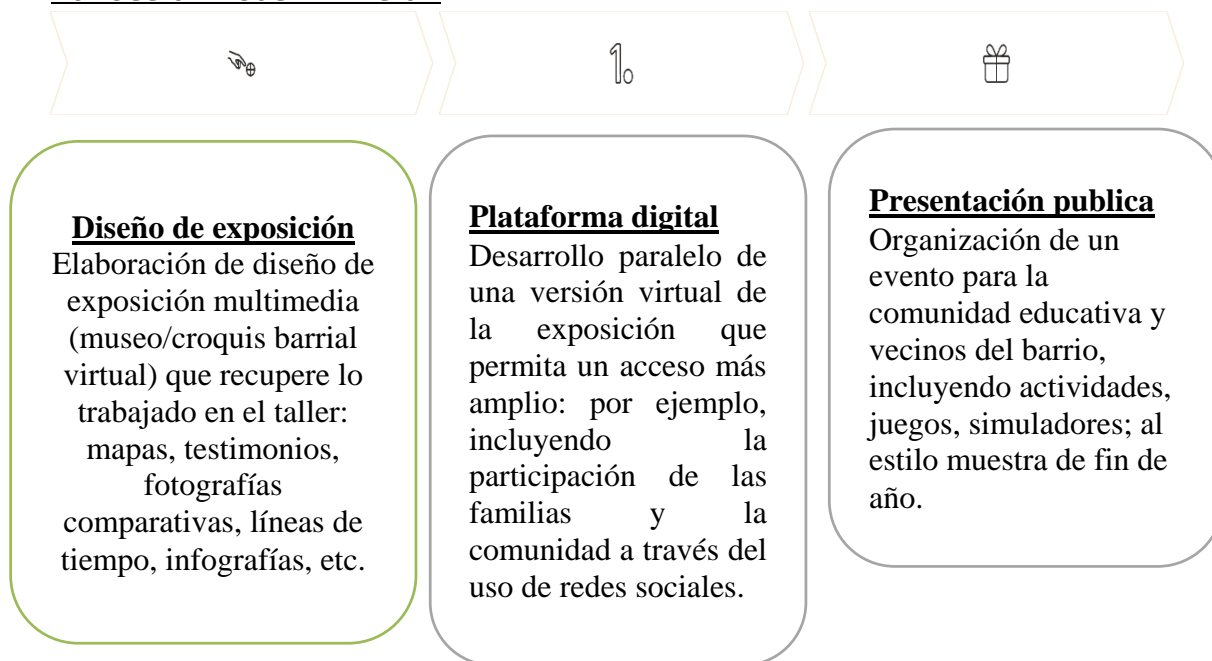 1.
Diseño de exposición
Elaboración de diseño de
exposición multimedia
(museo/croquis barrial
virtual) que recupere lo
trabajado en el taller:
mapas, testimonios,
fotografías
comparativas, líneas de
tiempo, infografías, etc.
Plataforma digital
Desarrollo paralelo de
una versión virtual de
la exposición que
permita un acceso más
amplio: por ejemplo,
incluyendo la
participación de las
familias y la
comunidad a través del
uso de redes sociales.
Presentación publica
Organización de un
evento para la
comunidad educativa y
vecinos del barrio,
incluyendo actividades,
juegos, simuladores; al
estilo muestra de fin de
año.